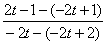 2t − 1 − (−2t + 1)
- 2t − (−2t + 2)